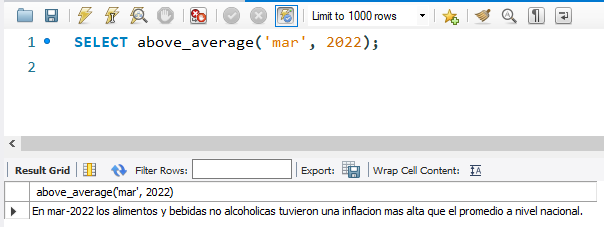 Limit to 1000 rows
1 SELECT above_average('mar', 2022);
2
Result Grid Filter Rows: Export: Wrap Cell Content:
above_average('mar', 2022)
En mar-2022 los alimentos y bebidas no alcoholicas tuvieron una inflacion mas alta que el promedio a nivel nacional.